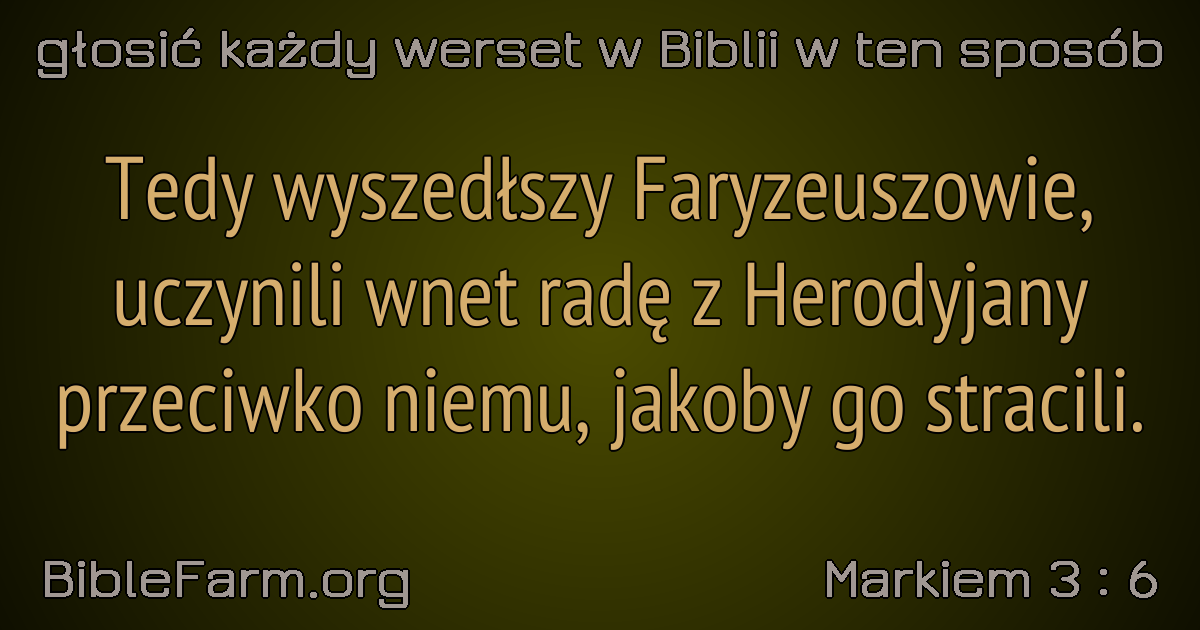 głosić każdy werset w Biblii w ten sposób
Tedy wyszedłszy Faryzeuszowie,
uczynili wnet radę z Herodyjany
przeciwko niemu, jakoby go stracili.
BibleFarm.org
Markiem 3 : 6